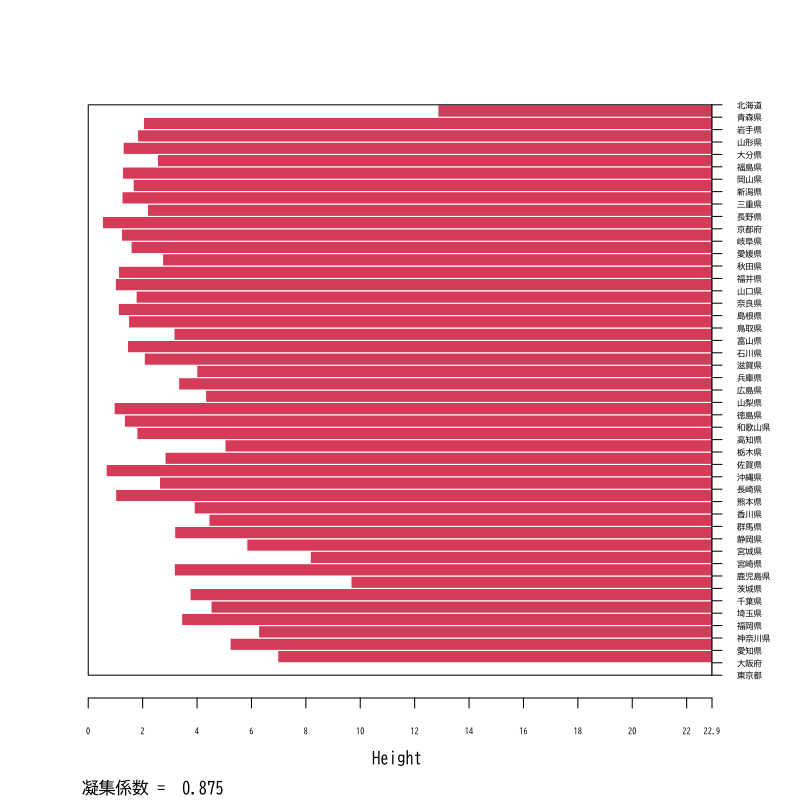 北海道
青森県
岩手県
山形県
大分県
福島県
岡山県
新潟県
三重県
長野県
京都府
岐阜県
愛媛県
秋田県
福井県
山口県
奈良県
島根県
鳥取県
富山県
石川県
滋賀県
兵庫県
広島県
山梨県
徳島県
和歌山県
高知県
栃木県
佐賀県
沖縄県
長崎県
熊本県
香川県
群馬県
静岡県
宮城県
宮崎県
鹿児島県
茨城県
千葉県
埼玉県
福岡県
神奈川県
愛知県
大阪府
東京都
0 2 4 6 8 10 12 14 16 18 20 22 22.9
Height
凝集係数 = 0.875